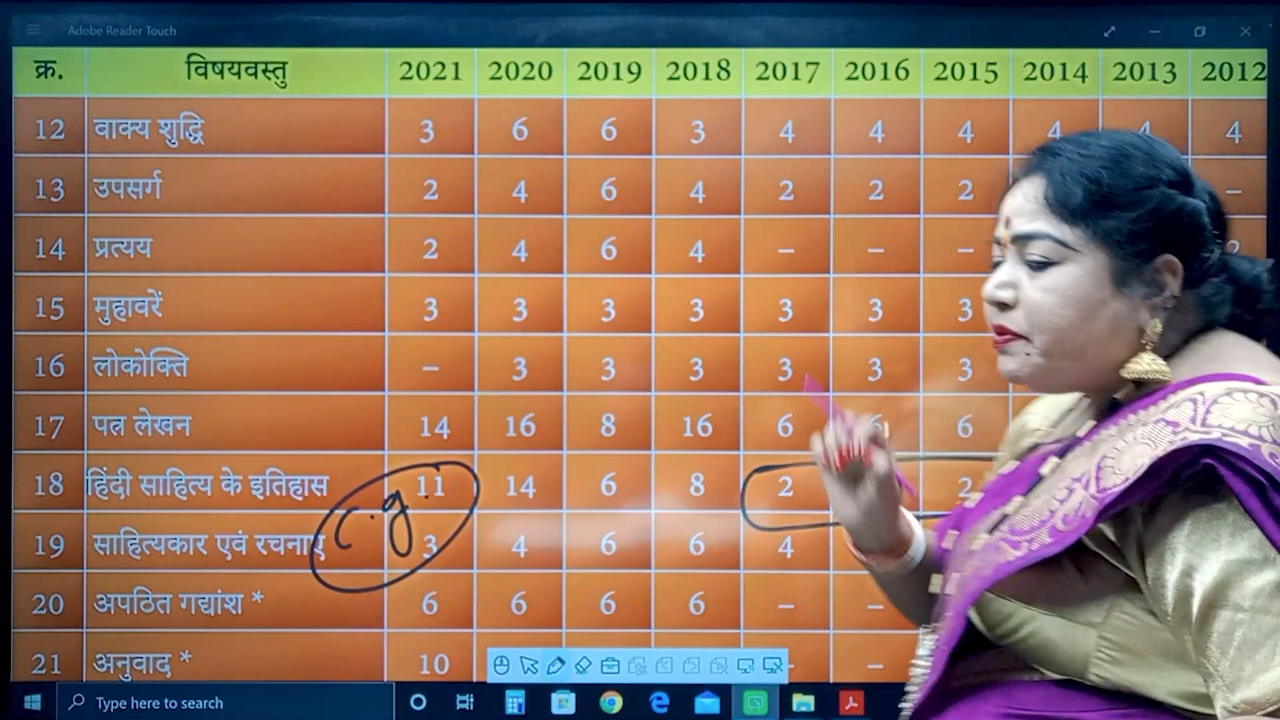 Adobe Reader Touch
क्र. विषयवस्तु 2021 2020 2019 2018 2017 2016 2015 2014 2013 2012
12 वाक्य शुद्धि 3 6 6 3 4 4 4 4 4 4
13 उपसर्ग 2 4 6 4 2 2 2 –
14 प्रत्यय 2 4 6 4 – – –
15 मुहावरें 3 3 3 3 3 3 3
16 लोकोक्ति – 3 3 3 3 3 3
17 पत्र लेखन 14 16 8 16 6 6 6
18 हिंदी साहित्य के इतिहास 11 14 6 8 2 2
c.g.
19 साहित्यकार एवं रचनाएं 3 4 6 6 4
20 अपठित गद्यांश * 6 6 6 6 – –
21 अनुवाद * 10 – –
Type here to search